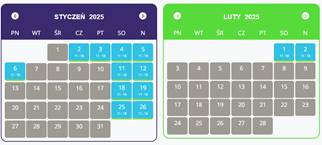 STYCZEŃ 2025
PN WT ŚR CZ PT SO N
1 2 3 4 5
6 7 8 9 10 11 12
13 14 15 16 17 18 19
20 21 22 23 24 25 26
27 28 29 30 31
LUTY 2025
PN WT ŚR CZ PT SO N
1 2
3 4 5 6 7 8 9
10 11 12 13 14 15 16
17 18 19 20 21 22 23
24 25 26 27 28